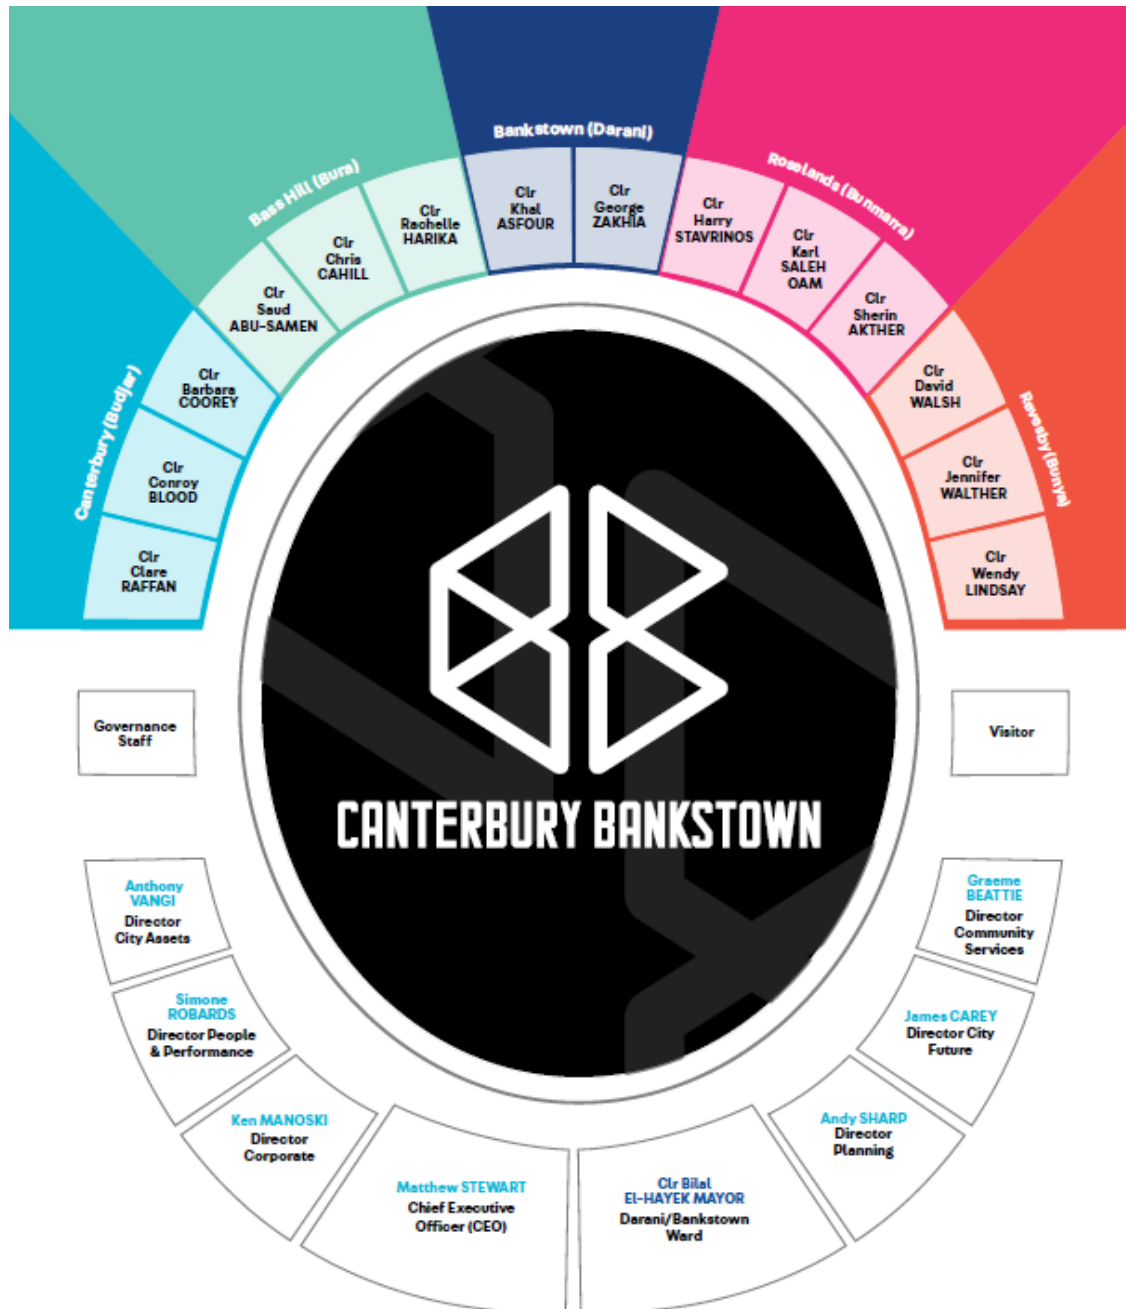 Bankstown (Darani)
Bass Hill (Bura)
Roselands (Bunmarra)
Canterbury (Budjar)
Revesby (Bunya)
Clr
Khal
ASFOUR
Clr
George
ZAKHIA
Clr
Rachelle
HARIKA
Clr
Harry
STAVRINOS
Clr
Chris
CAHILL
Clr
Karl
SALEH
OAM
Clr
Saud
ABU-SAMEN
Clr
Sherin
AKTHER
Clr
Barbara
COOREY
Clr
David
WALSH
Clr
Conroy
BLOOD
Clr
Jennifer
WALTHER
Clr
Clare
RAFFAN
Clr
Wendy
LINDSAY
Governance
Staff
Visitor
CANTERBURY BANKSTOWN
Anthony
VANGI
Director
City Assets
Graeme
BEATTIE
Director
Community
Services
Simone
ROBARDS
Director People
& Performance
James CAREY
Director City
Future
Ken MANOSKI
Director
Corporate
Andy SHARP
Director
Planning
Matthew STEWART
Chief Executive
Officer (CEO)
Clr Bilal
El-HAYEK MAYOR
Darani/Bankstown
Ward